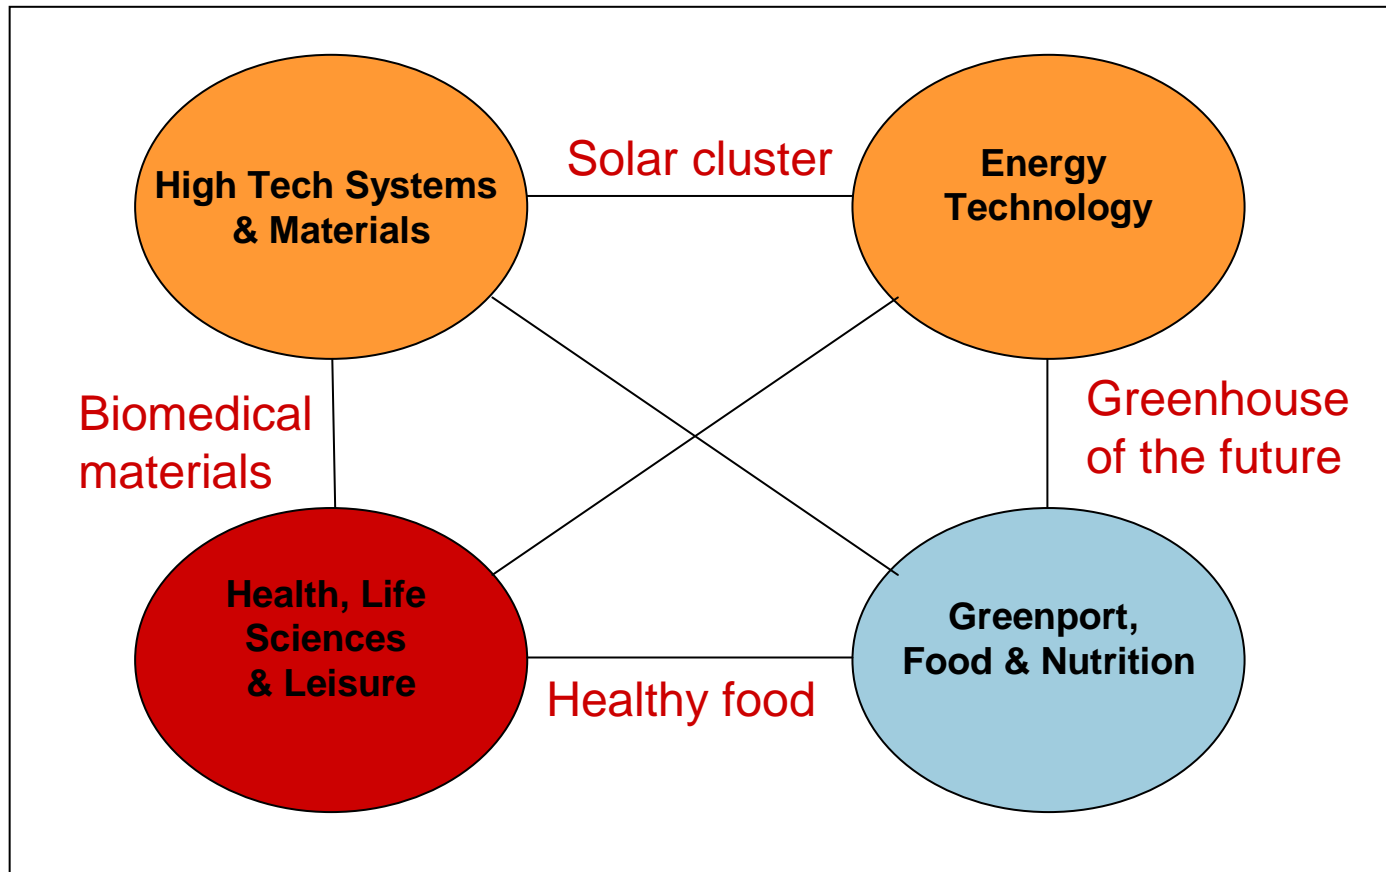 High Tech Systems
& Materials
Solar cluster
Energy
Technology
Biomedical
materials
Greenhouse
of the future
Health, Life
Sciences
& Leisure
Greenport,
Food & Nutrition
Healthy food